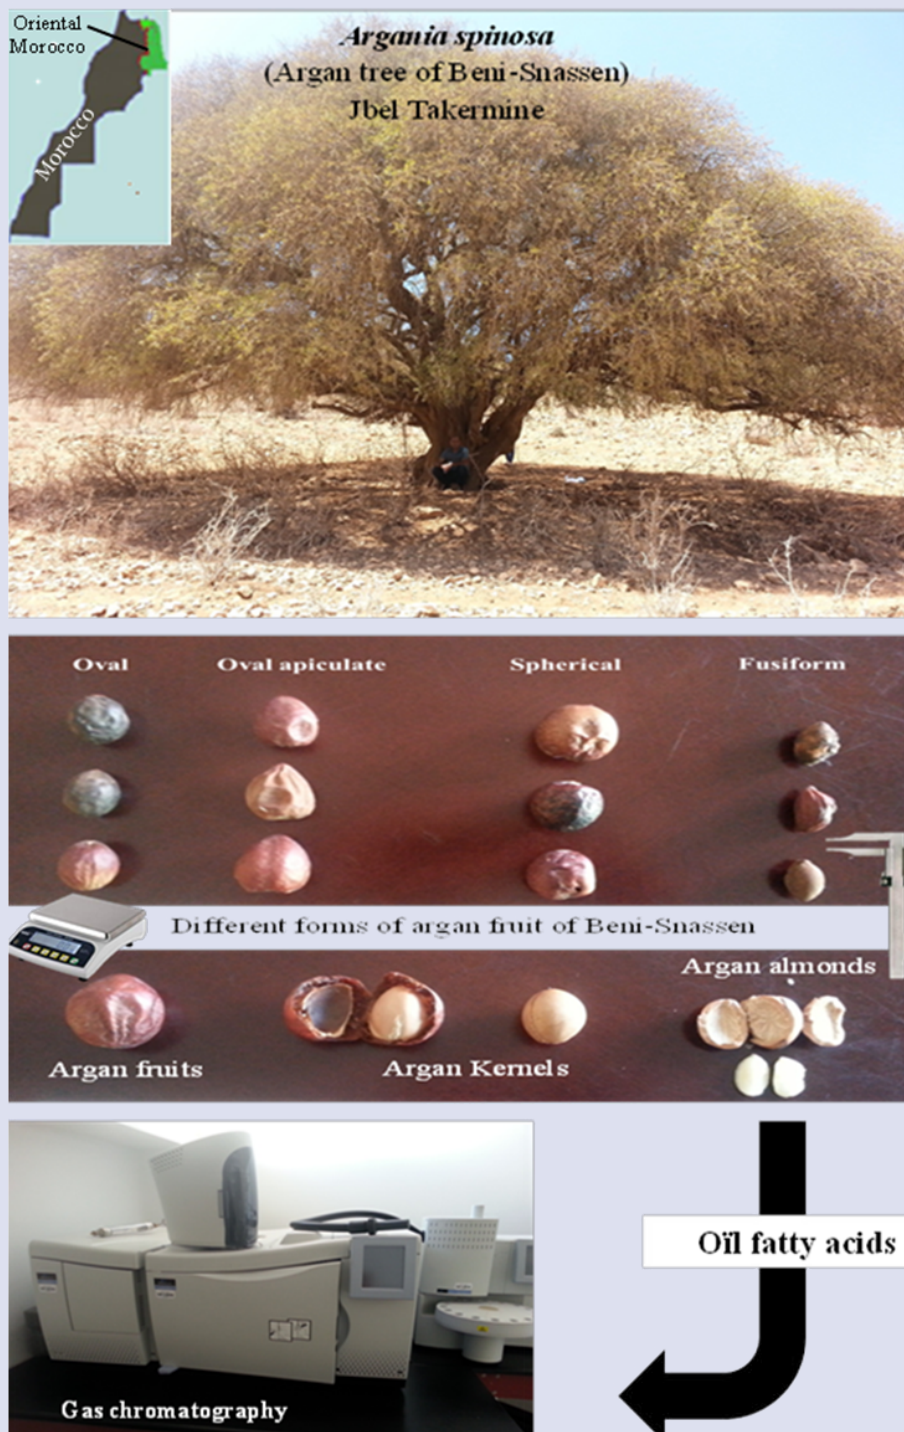 Oriental
Morocco
Morocco
Argania spinosa
(Argan tree of Beni-Snassen)
Jbel Takermine
Oval
Oval apiculate
Spherical
Fusiform
Different forms of argan fruit of Beni-Snassen
Argan almonds
Argan fruits
Argan Kernels
Oïl fatty acids
Gas chromatography